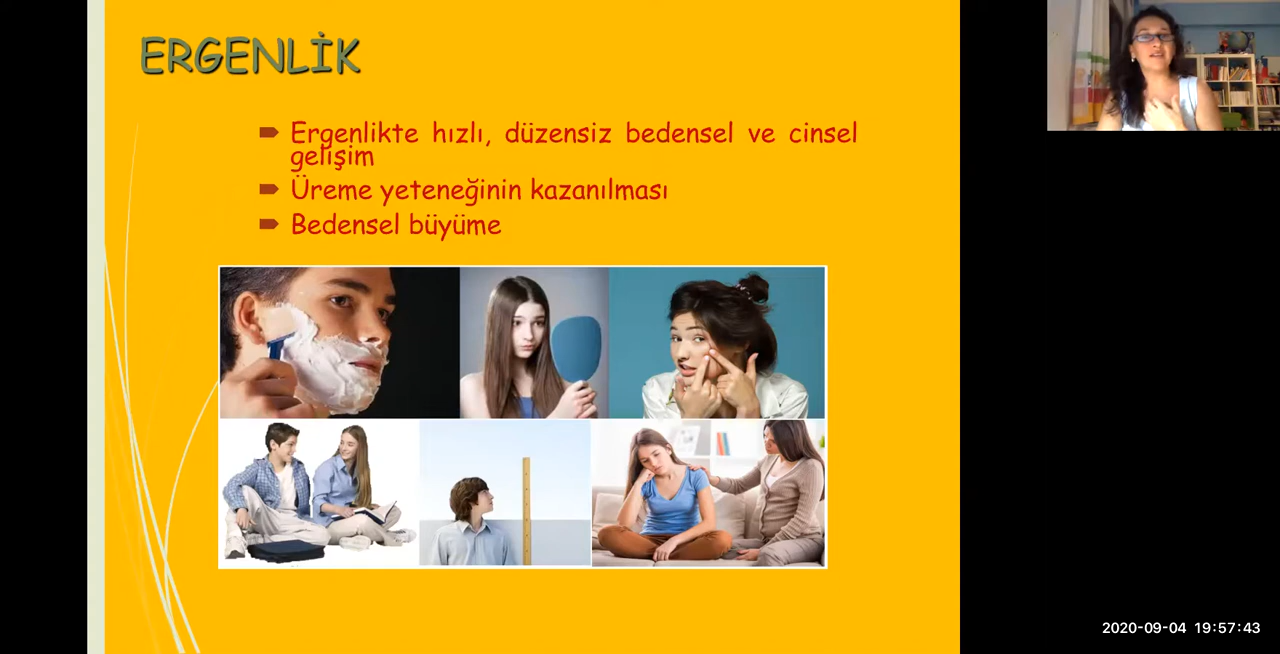 ERGENLİK
Ergenlikte hızlı, düzensiz bedensel ve cinsel
gelişim
Üreme yeteneğinin kazanılması
Bedensel büyüme
2020-09-04 19:57:43